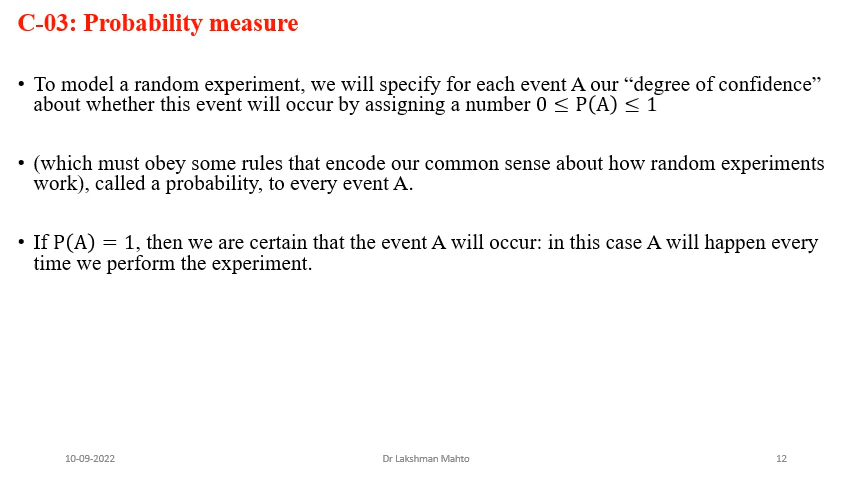 C-03: Probability measure
• To model a random experiment, we will specify for each event A our “degree of confidence”
about whether this event will occur by assigning a number 0 ≤ P(A) ≤ 1
• (which must obey some rules that encode our common sense about how random experiments
work), called a probability, to every event A.
• If P(A) = 1, then we are certain that the event A will occur: in this case A will happen every
time we perform the experiment.
10-09-2022
Dr Lakshman Mahto
12